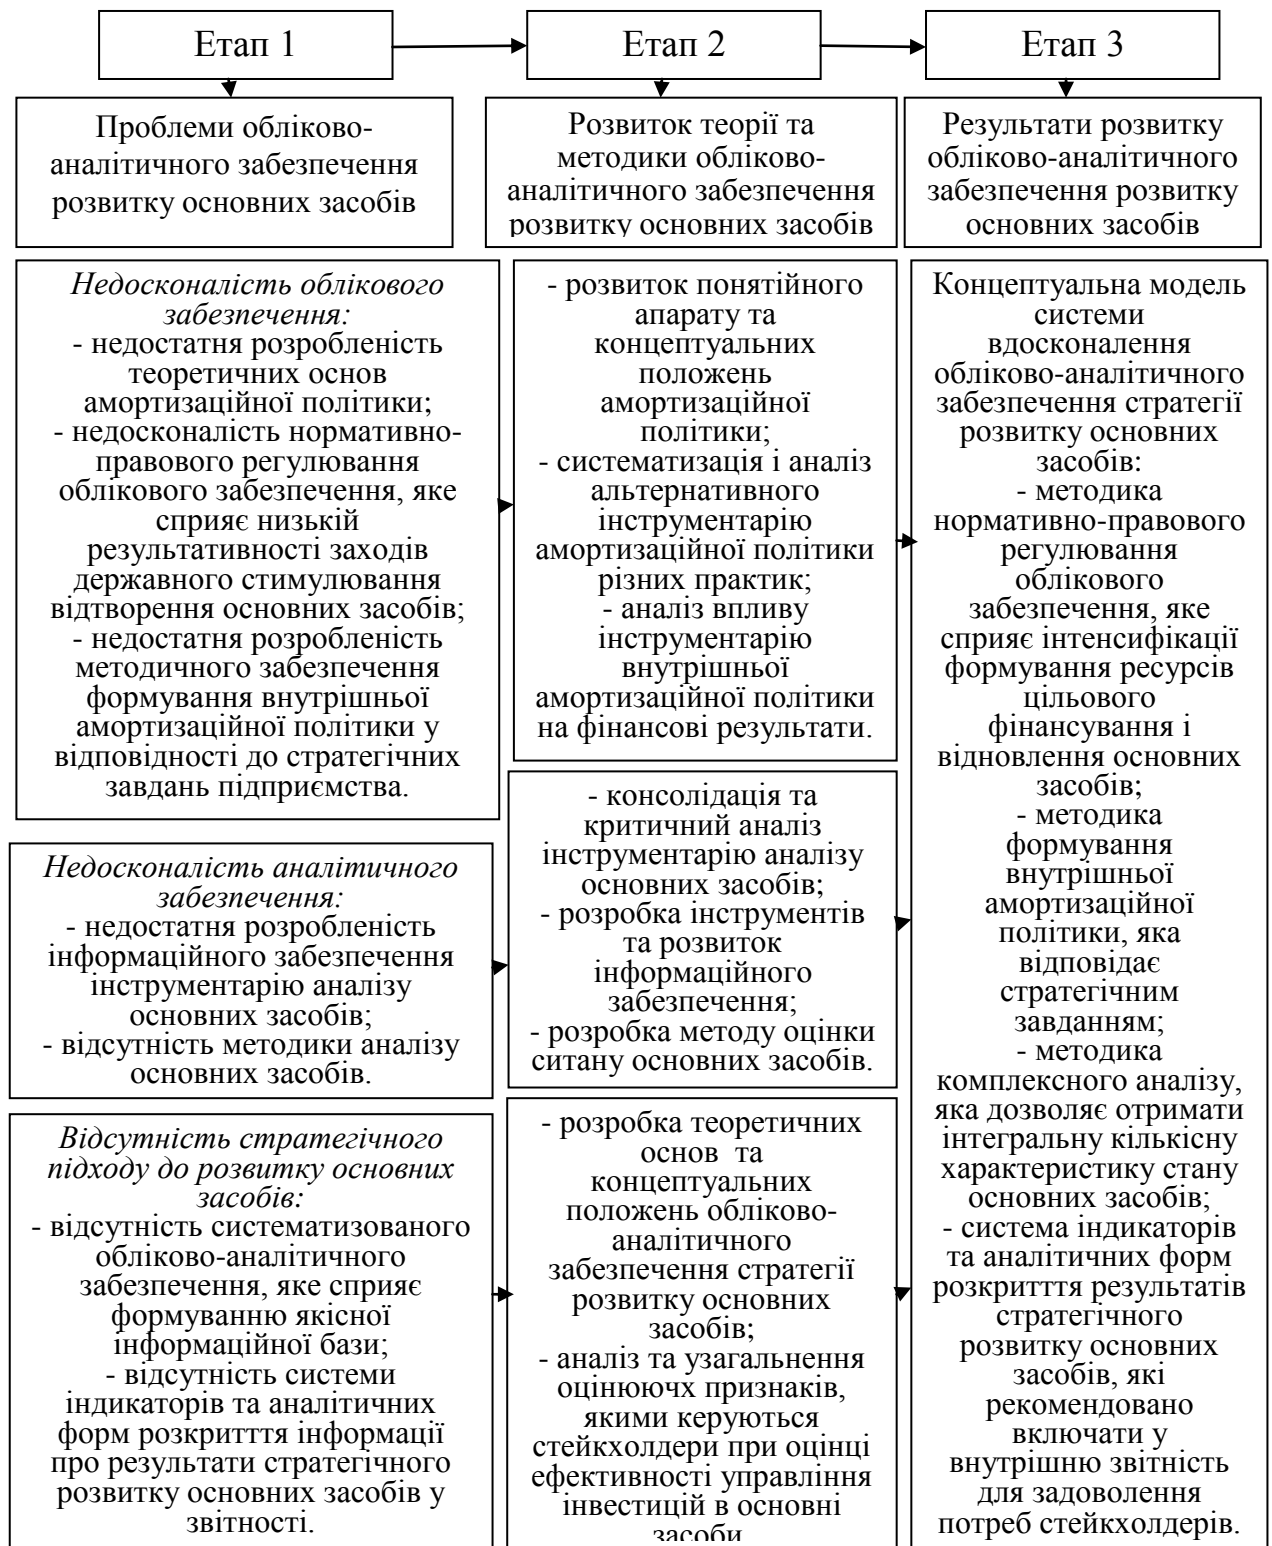 Етап 1
Етап 2
Етап 3
Проблеми обліково-
аналітичного забезпечення
розвитку основних засобів
Розвиток теорії та
методики обліково-
аналітичного забезпечення
розвитку основних засобів
Результати розвитку
обліково-аналітичного
забезпечення розвитку
основних засобів
Недосконалість облікового
забезпечення:
- недостатня розробленість
теоретичних основ
амортизаційної політики;
- недосконалість нормативно-
правового регулювання
облікового забезпечення, яке
сприяє низькій
результативності заходів
державного стимулювання
відтворення основних засобів;
- недостатня розробленість
методичного забезпечення
формування внутрішньої
амортизаційної політики у
відповідності до стратегічних
завдань підприємства.
- розвиток понятійного
апарату та
концептуальних
положень
амортизаційної
політики;
- систематизація і аналіз
альтернативного
інструментарію
амортизаційної політики
різних практик;
- аналіз впливу
інструментарію
внутрішньої
амортизаційної політики
на фінансові результати.
Концептуальна модель
системи
вдосконалення
обліково-аналітичного
забезпечення стратегії
розвитку основних
засобів:
- методика
нормативно-правового
регулювання
облікового
забезпечення, яке
сприяє інтенсифікації
формування ресурсів
цільового
фінансування і
відновлення основних
засобів;
- методика
формування
внутрішньої
амортизаційної
політики, яка
відповідає
стратегічним
завданням;
- методика
комплексного аналізу,
яка дозволяє отримати
інтегральну кількісну
характеристику стану
основних засобів;
- система індикаторів
та аналітичних форм
розкритття результатів
стратегічного
розвитку основних
засобів, які
рекомендовано
включати у
внутрішню звітність
для задоволення
потреб стейкхолдерів.
Недосконалість аналітичного
забезпечення:
- недостатня розробленість
інформаційного забезпечення
інструментарію аналізу
основних засобів;
- відсутність методики аналізу
основних засобів.
- консолідація та
критичний аналіз
інструментарію аналізу
основних засобів;
- розробка інструментів
та розвиток
інформаційного
забезпечення;
- розробка методу оцінки
ситану основних засобів.
Відсутність стратегічного
підходу до розвитку основних
засобів:
- відсутність систематизованого
обліково-аналітичного
забезпечення, яке сприяє
формуванню якісної
інформаційної бази;
- відсутність системи
індикаторів та аналітичних
форм розкритття інформації
про результати стратегічного
розвитку основних засобів у
звітності.
- розробка теоретичних
основ та
концептуальних
положень обліково-
аналітичного
забезпечення стратегії
розвитку основних
засобів;
- аналіз та узагальнення
оцінюючх признаків,
якими керуються
стейкхолдери при оцінці
ефективності управління
інвестицій в основні
засоби